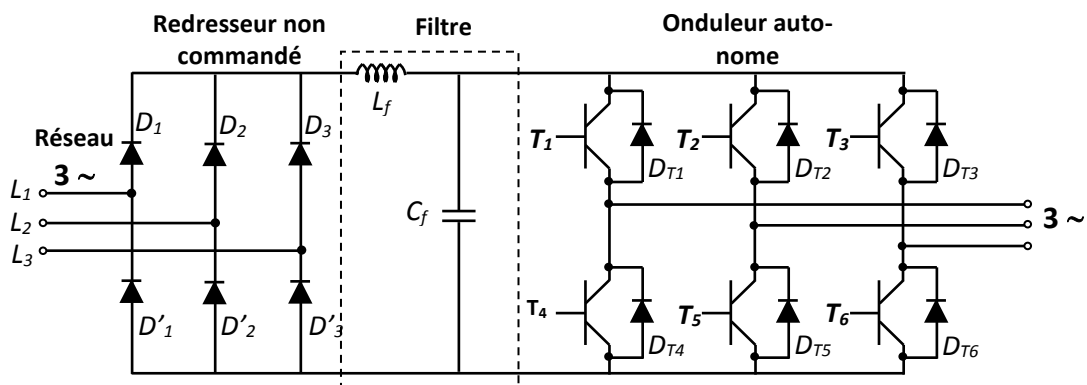 Redresseur non
commandé
Filtre
Onduleur auto-
nome
Réseau
3 ~
L1
L2
L3
D1
D2
D3
D'1
D'2
D'3
Lf
Cf
T1
DT1
T2
DT2
T3
DT3
3 ~
T4
DT4
T5
DT5
T6
DT6